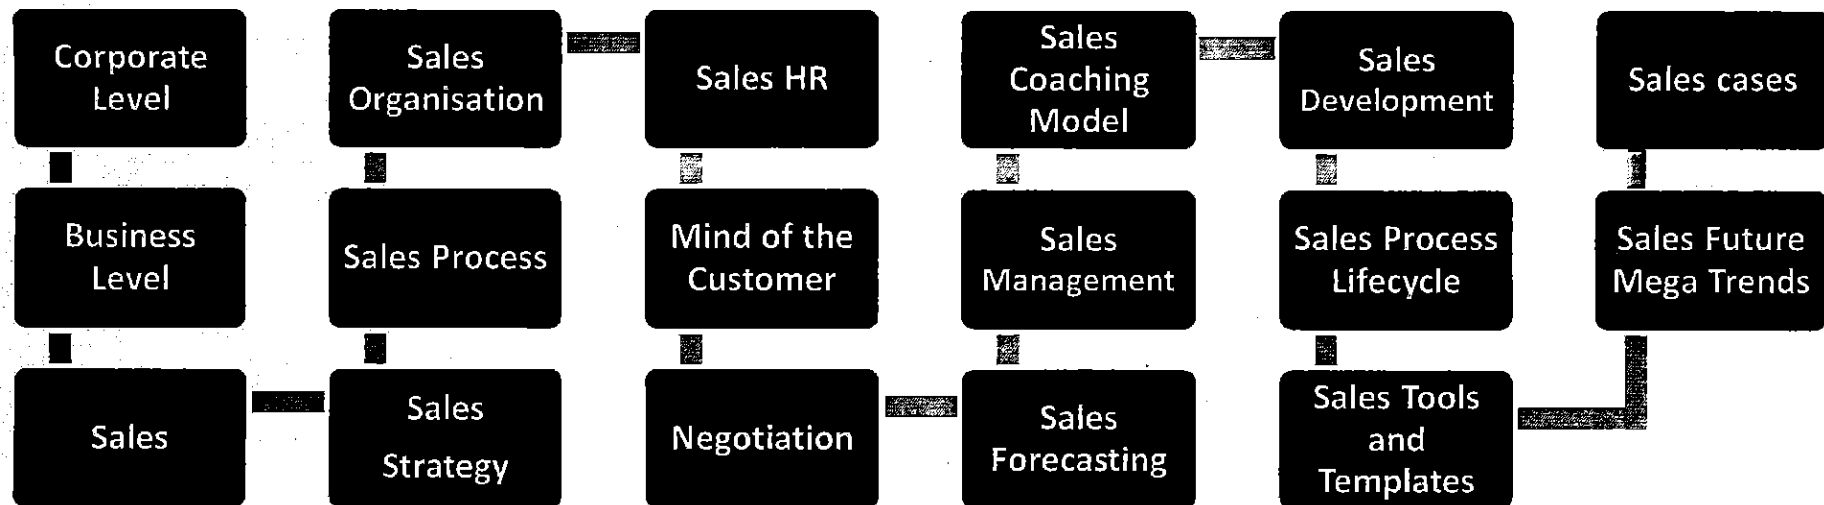 Corporate
Level
Business
Level
Sales
Sales
Strategy
Sales Process
Sales
Organisation
Sales HR
Mind of the
Customer
Negotiation
Sales
Forecasting
Sales
Management
Sales
Coaching
Model
Sales
Development
Sales Process
Lifecycle
Sales Tools
and
Templates
Sales Future
Mega Trends
Sales cases